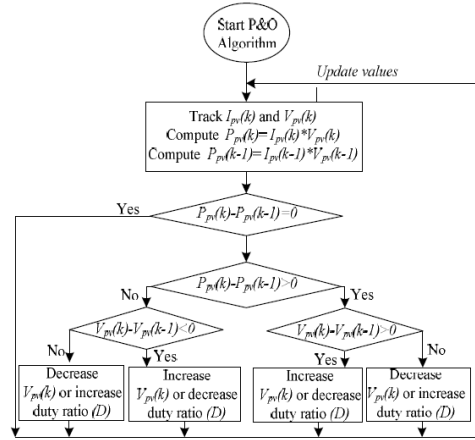 Start P&O
Algorithm
Update values
Track Ipv(k) and Vpv(k)
Compute Ppv(k)=Ipv(k)*Vpv(k)
Compute Ppv(k-1)=Ipv(k-1)*Vpv(k-1)
Yes
Ppv(k)-Ppv(k-1)=0
Ppv(k)-Ppv(k-1)>0
No
Yes
Vpv(k)-Vpv(k-1)<0
Vpv(k)-Vpv(k-1)>0
No
Yes
Yes
No
Decrease
Vpv(k) or increase
duty ratio (D)
Increase
Vpv(k) or decrease
duty ratio (D)
Increase
Vpv(k) or decrease
duty ratio (D)
Decrease
Vpv(k) or increase
duty ratio (D)